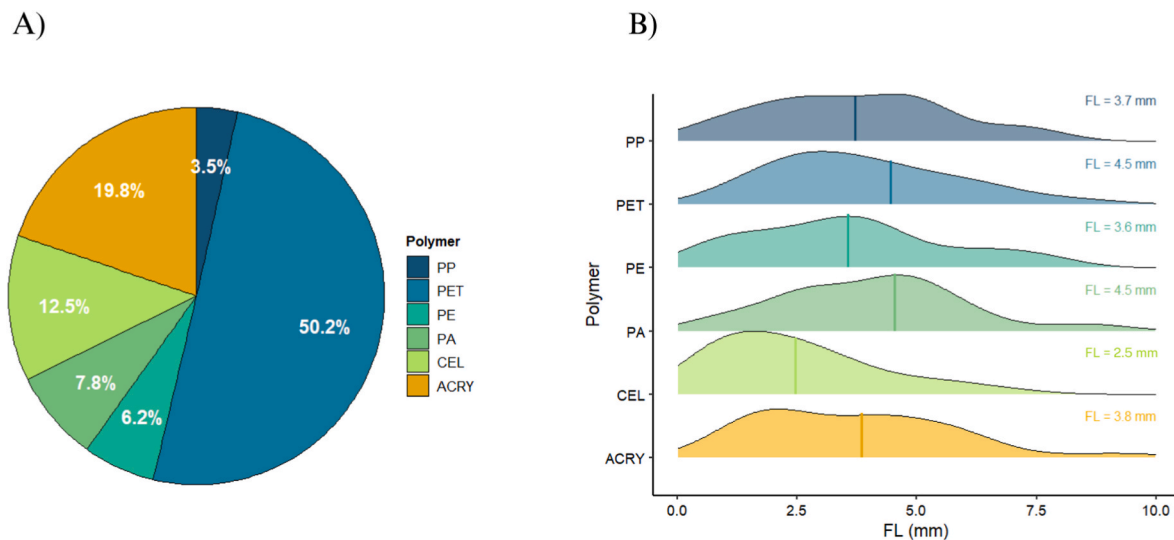 A)
3.5%
50.2%
6.2%
7.8%
12.5%
19.8%
Polymer
PP
PET
PE
PA
CEL
ACRY
B)
Polymer
PP
FL = 3.7 mm
PET
FL = 4.5 mm
PE
FL = 3.6 mm
PA
FL = 4.5 mm
CEL
FL = 2.5 mm
ACRY
FL = 3.8 mm
0.0 2.5 5.0 7.5 10.0
FL (mm)